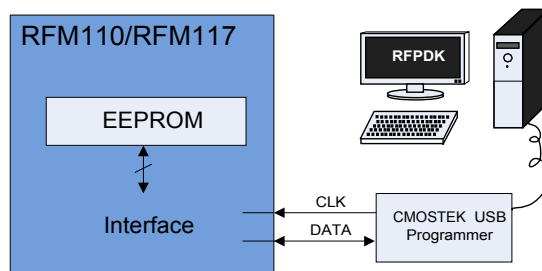 RFM110/RFM117
RFPDK
EEPROM
Interface
CLK
DATA
CMOSTEK USB
Programmer